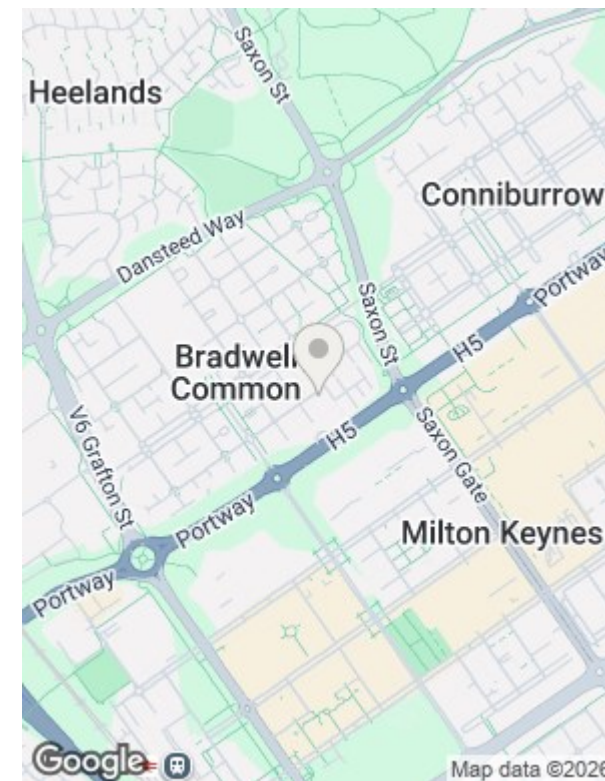 Saxon St
Heelands
Conniburrow
Dansteed Way
Saxon St
Portway
H5
Bradwell
Common
V6 Grafton St
H5
Saxon Gate
Portway
Milton Keynes
Portway
Google
Map data ©2026